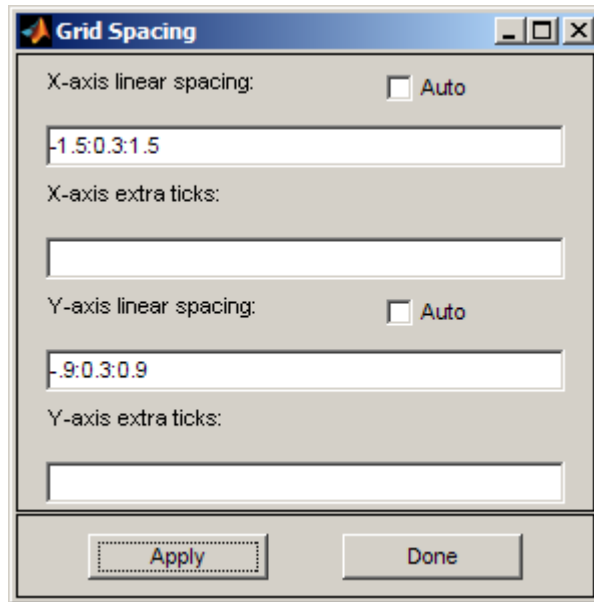 Grid Spacing
X-axis linear spacing: Auto
-1.5:0.3:1.5
X-axis extra ticks:
Y-axis linear spacing: Auto
-.9:0.3:0.9
Y-axis extra ticks:
Apply Done